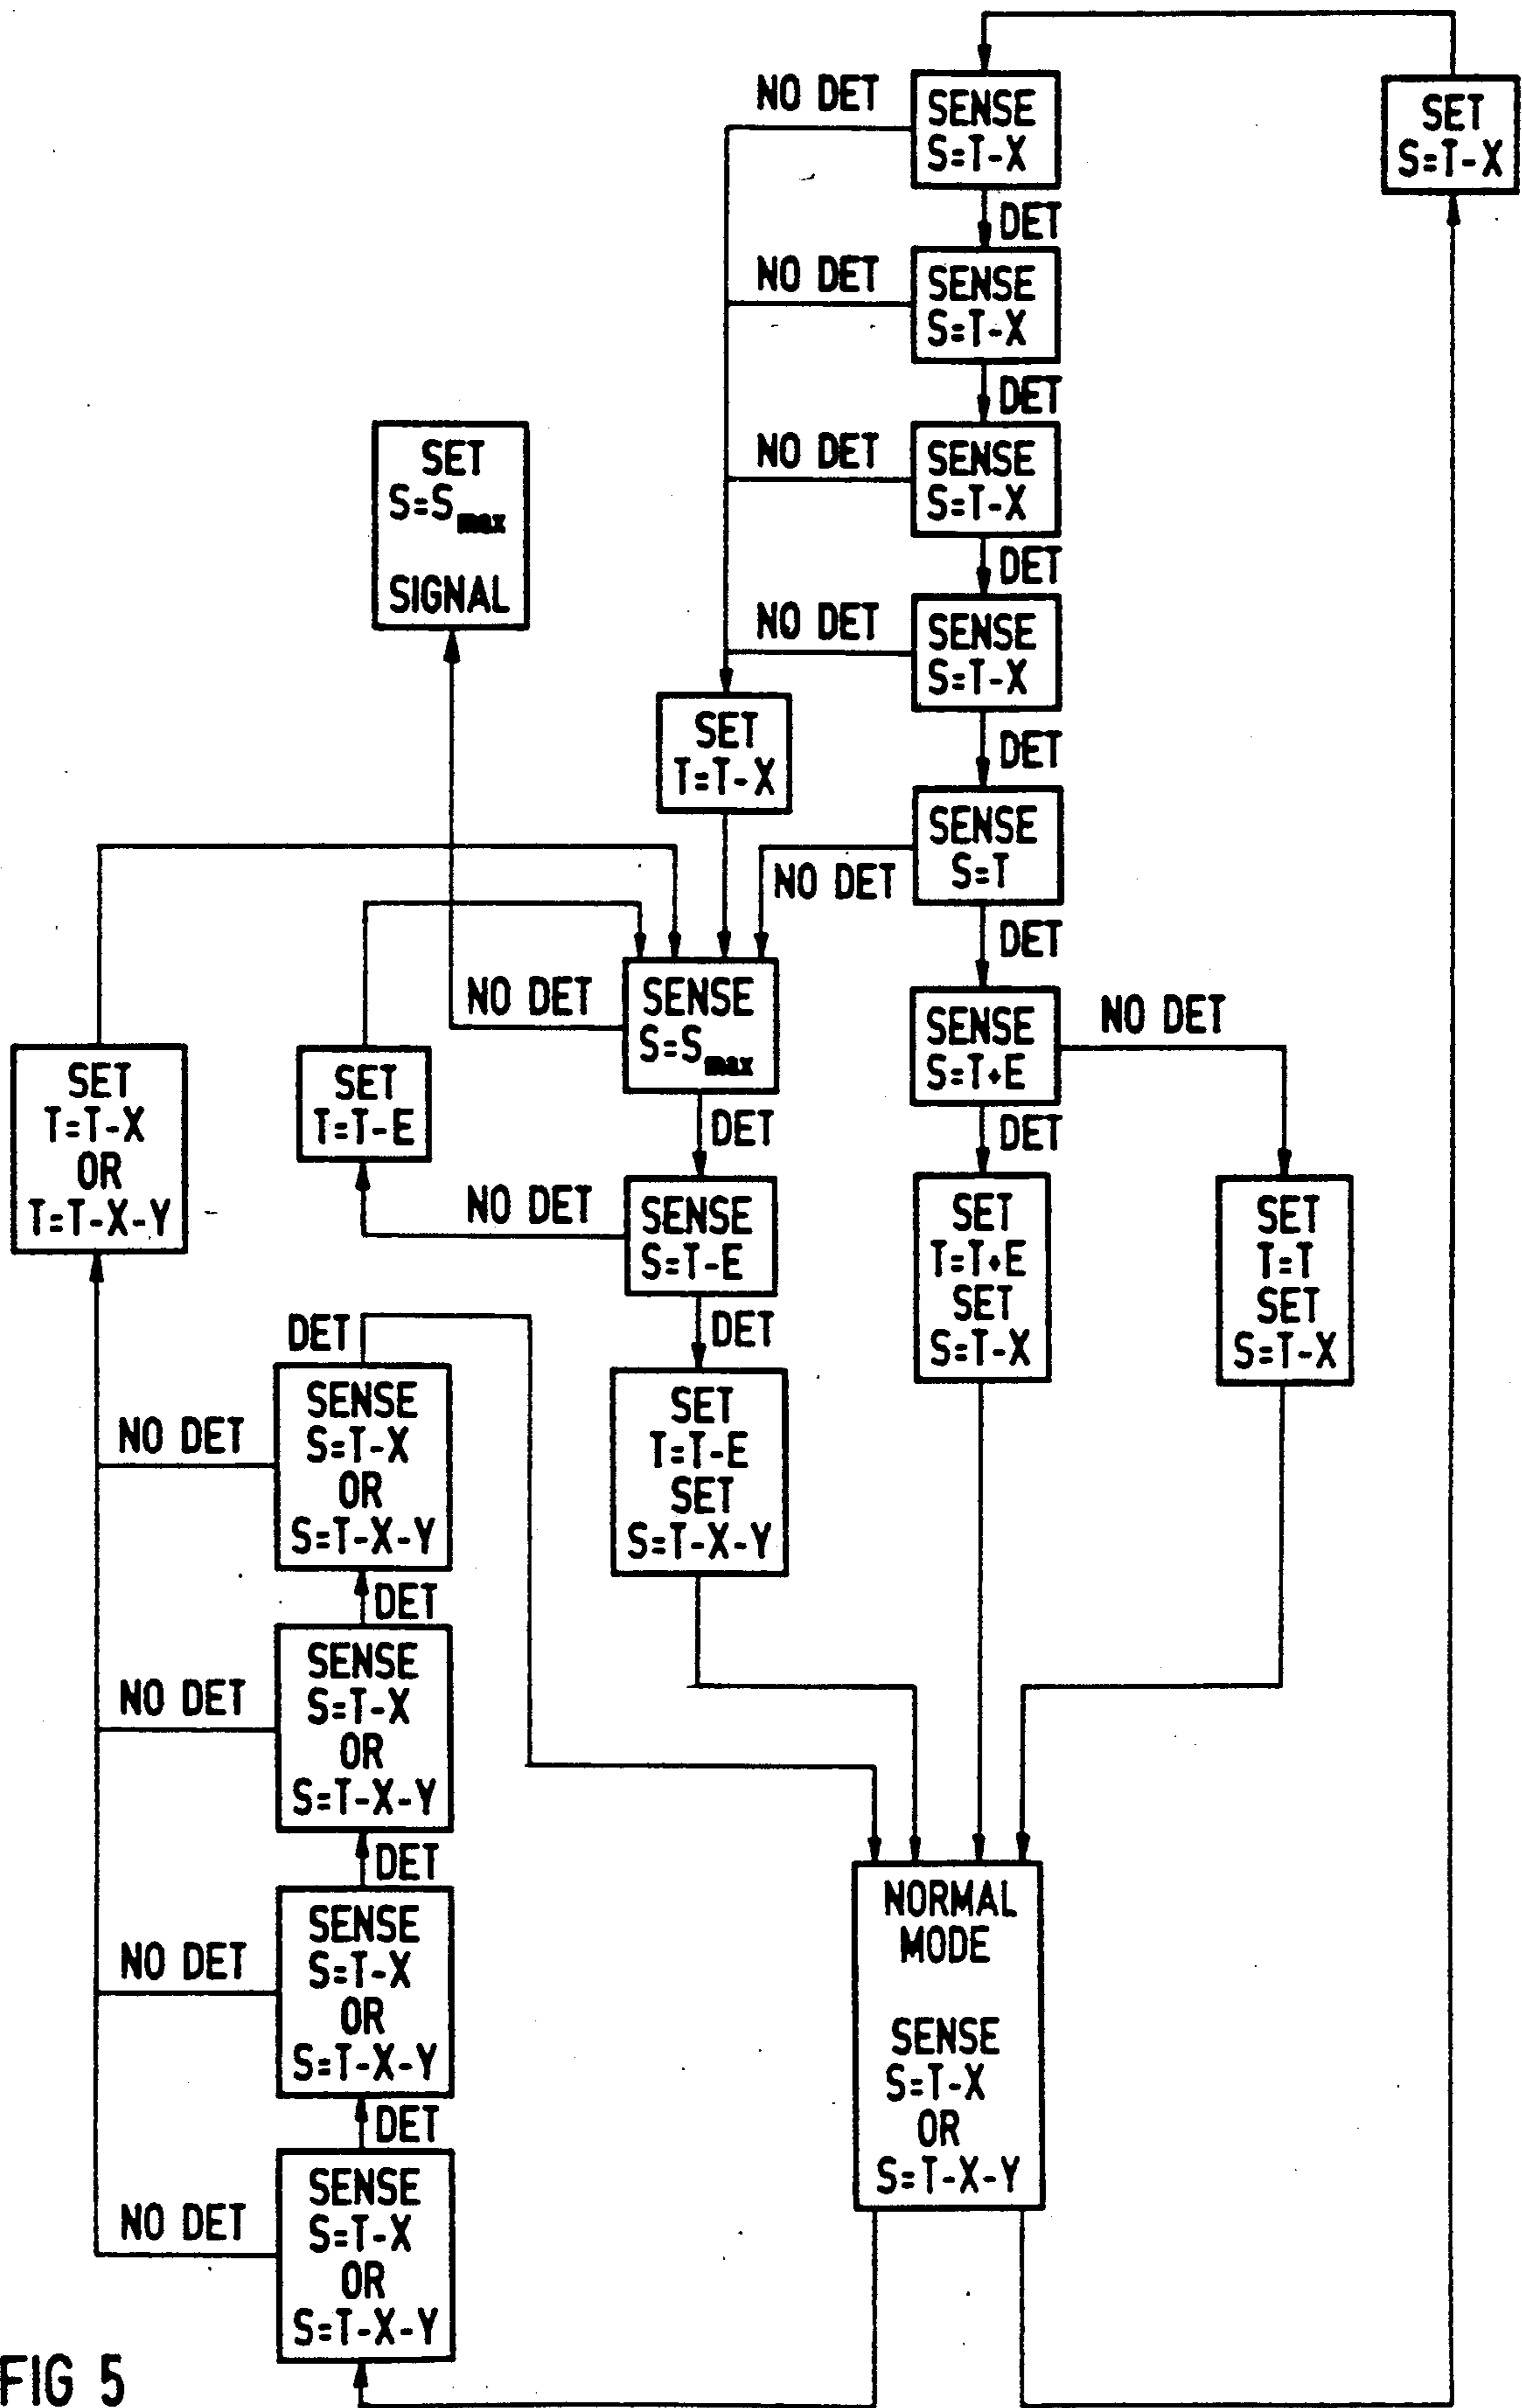 NO DET
SENSE
S=T-X
SET
S=T-X
DET
NO DET
SENSE
S=T-X
DET
NO DET
SENSE
S=T-X
DET
NO DET
SENSE
S=T-X
DET
SET
S=Smax
SIGNAL
SET
T=T-X
SENSE
S=T
NO DET
DET
NO DET
SENSE
S=Smax
DET
SENSE
S=T+E
NO DET
DET
SET
T=T-X
OR
T=T-X-Y
SET
T=T-E
NO DET
SENSE
S=T-E
DET
SET
T=T+E
SET
S=T-X
SET
T=T
SET
S=T-X
SET
T=T-E
SET
S=T-X-Y
DET
NO DET
SENSE
S=T-X
OR
S=T-X-Y
DET
NO DET
SENSE
S=T-X
OR
S=T-X-Y
DET
NO DET
SENSE
S=T-X
OR
S=T-X-Y
DET
NO DET
SENSE
S=T-X
OR
S=T-X-Y
NORMAL
MODE
SENSE
S=T-X
OR
S=T-X-Y
FIG 5